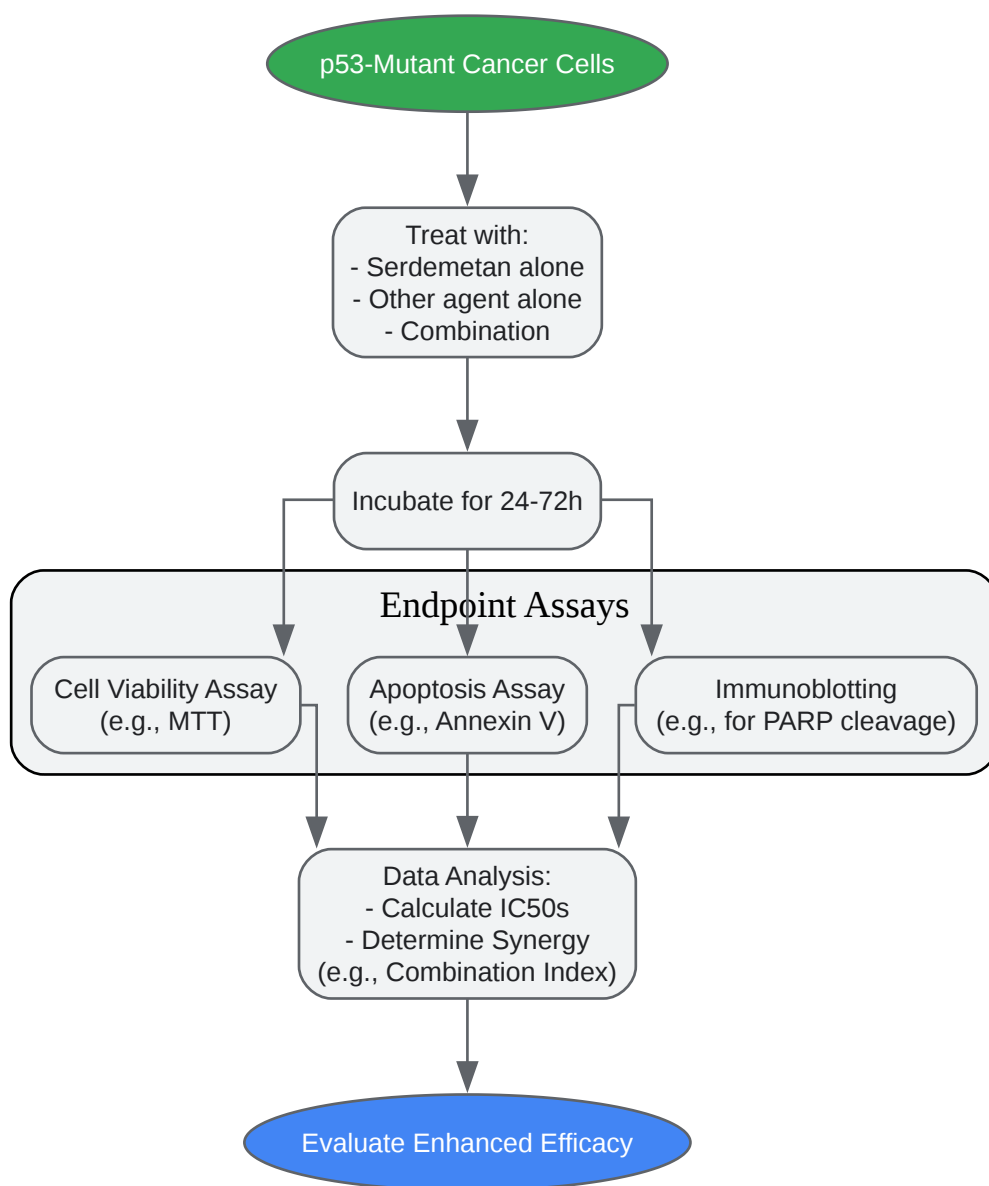 p53-Mutant Cancer Cells
Treat with:
- Serdemetan alone
- Other agent alone
- Combination
Incubate for 24-72h
Endpoint Assays
Cell Viability Assay
(e.g., MTT)
Apoptosis Assay
(e.g., Annexin V)
Immunoblotting
(e.g., for PARP cleavage)
Data Analysis:
- Calculate IC50s
- Determine Synergy
(e.g., Combination Index)
Evaluate Enhanced Efficacy